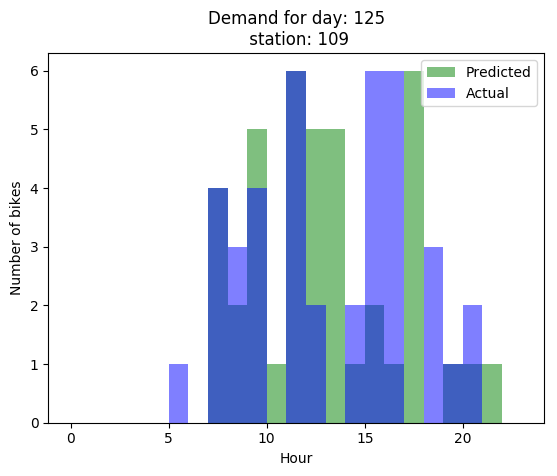 Demand for day: 125
station: 109
Predicted
Actual
Number of bikes
6
5
4
3
2
1
0
0
5
10
15
20
Hour